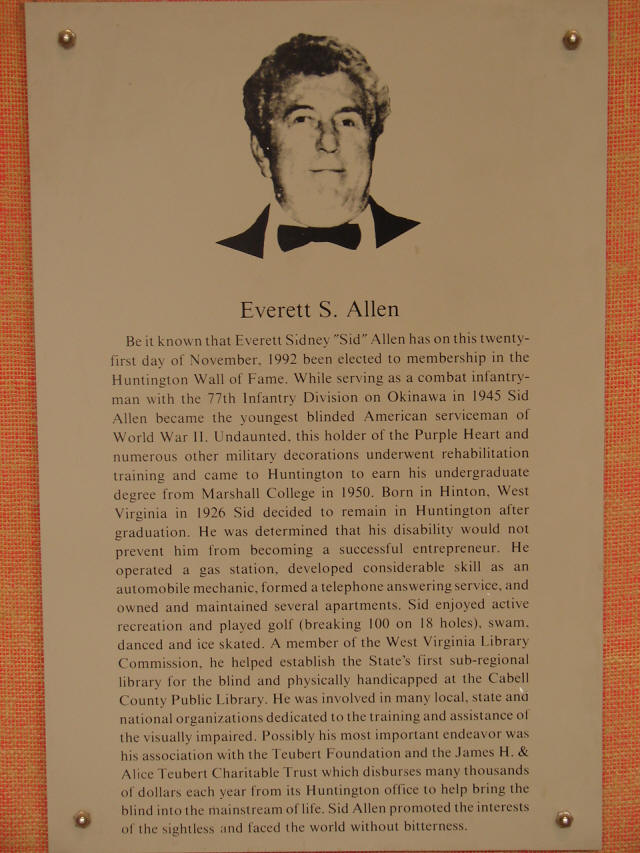 Everett S. Allen
Be it known that Everett Sidney "Sid" Allen has on this twenty-
first day of November, 1992 been elected to membership in the
Huntington Wall of Fame. While serving as a combat infantry-
man with the 77th Infantry Division on Okinawa in 1945 Sid
Allen became the youngest blinded American serviceman of
World War II. Undaunted, this holder of the Purple Heart and
numerous other military decorations underwent rehabilitation
training and came to Huntington to earn his undergraduate
degree from Marshall College in 1950. Born in Hinton, West
Virginia in 1926 Sid decided to remain in Huntington after
graduation. He was determined that his disability would not
prevent him from becoming a successful entrepreneur. He
operated a gas station, developed considerable skill as an
automobile mechanic, formed a telephone answering service, and
owned and maintained several apartments. Sid enjoyed active
recreation and played golf (breaking 100 on 18 holes), swam,
danced and ice skated. A member of the West Virginia Library
Commission, he helped establish the State's first sub-regional
library for the blind and physically handicapped at the Cabell
County Public Library. He was involved in many local, state and
national organizations dedicated to the training and assistance of
the visually impaired. Possibly his most important endeavor was
his association with the Teubert Foundation and the James H. &
Alice Teubert Charitable Trust which disburses many thousands
of dollars each year from its Huntington office to help bring the
blind into the mainstream of life. Sid Allen promoted the interests
of the sightless and faced the world without bitterness.